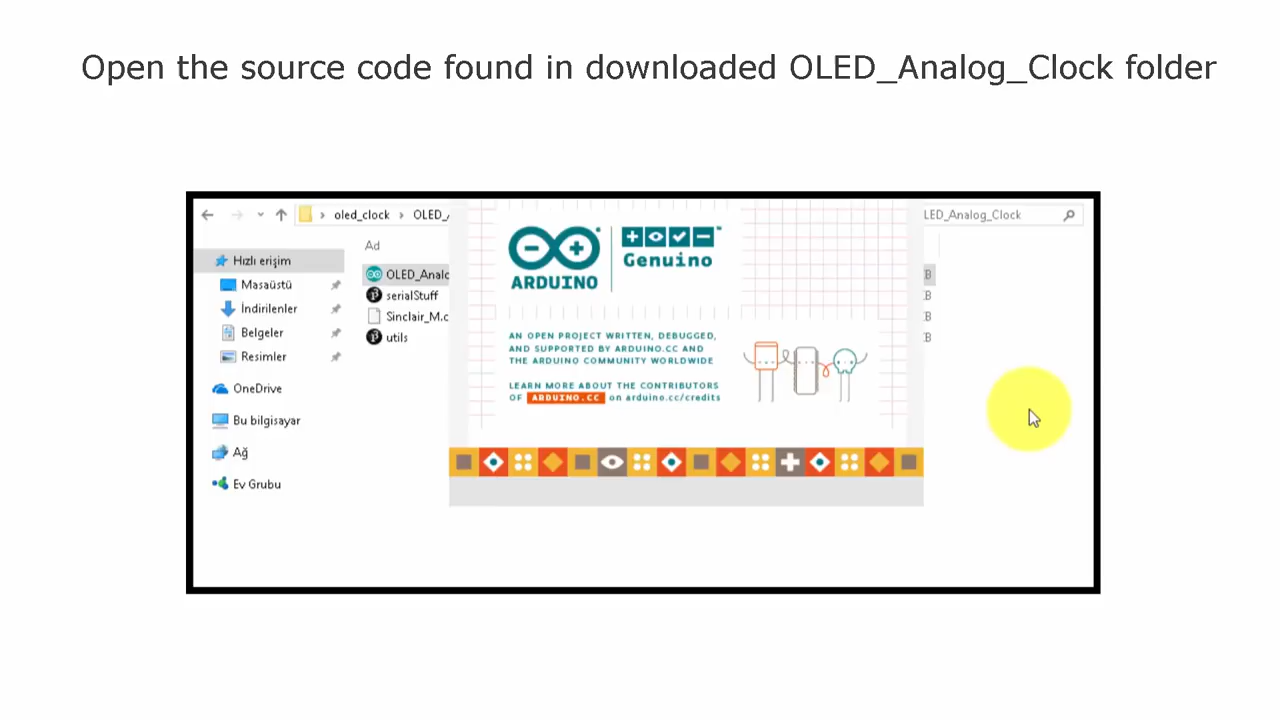 Open the source code found in downloaded OLED_Analog_Clock folder
oled_clock
OLED_
LED_Analog_Clock
Ad
Hızlı erişim
Masaüstü
İndirilenler
Belgeler
Resimler
OneDrive
Bu bilgisayar
Ağ
Ev Grubu
OLED_Analo
serialStuff
Sinclair_M.c
utils
B
B
B
B
ARDUINO
Genuino
AN OPEN PROJECT WRITTEN, DEBUGGED,
AND SUPPORTED BY ARDUINO.CC AND
THE ARDUINO COMMUNITY WORLDWIDE
LEARN MORE ABOUT THE CONTRIBUTORS
OF ARDUINO.CC on arduino.cc/credits